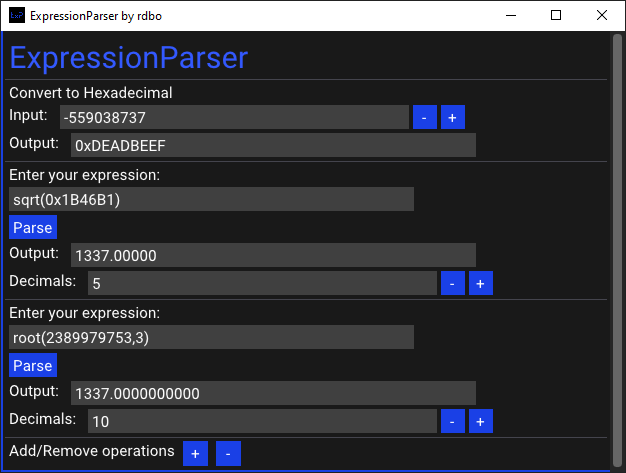 ExpressionParser by rdbo
ExpressionParser
Convert to Hexadecimal
Input: -559038737 - +
Output: 0xDEADBEEF
Enter your expression:
sqrt(0x1B46B1)
Parse
Output: 1337.00000
Decimals: 5 - +
Enter your expression:
root(2389979753,3)
Parse
Output: 1337.0000000000
Decimals: 10 - +
Add/Remove operations + -